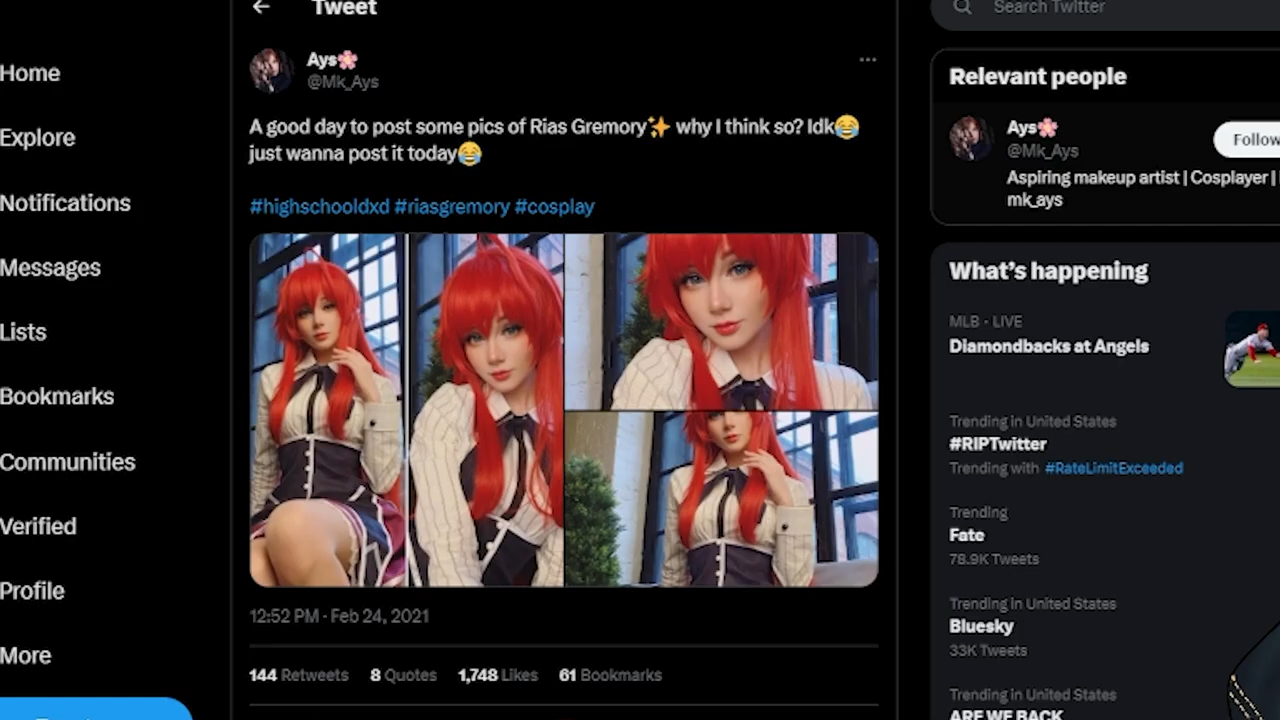 Tweet
Search Twitter
Home
Explore
Notifications
Messages
Lists
Bookmarks
Communities
Verified
Profile
More
Ays🌸
@Mk_Ays
A good day to post some pics of Rias Gremory✨ why I think so? Idk😂
just wanna post it today😂
#highschooldxd #riasgremory #cosplay
12:52 PM · Feb 24, 2021
144 Retweets 8 Quotes 1,748 Likes 61 Bookmarks
Relevant people
Ays🌸
@Mk_Ays
Follow
Aspiring makeup artist | Cosplayer |
mk_ays
What's happening
MLB · LIVE
Diamondbacks at Angels
Trending in United States
#RIPTwitter
Trending with #RateLimitExceeded
Trending
Fate
78.9K Tweets
Trending in United States
Bluesky
33K Tweets
Trending in United States
ARE WE BACK